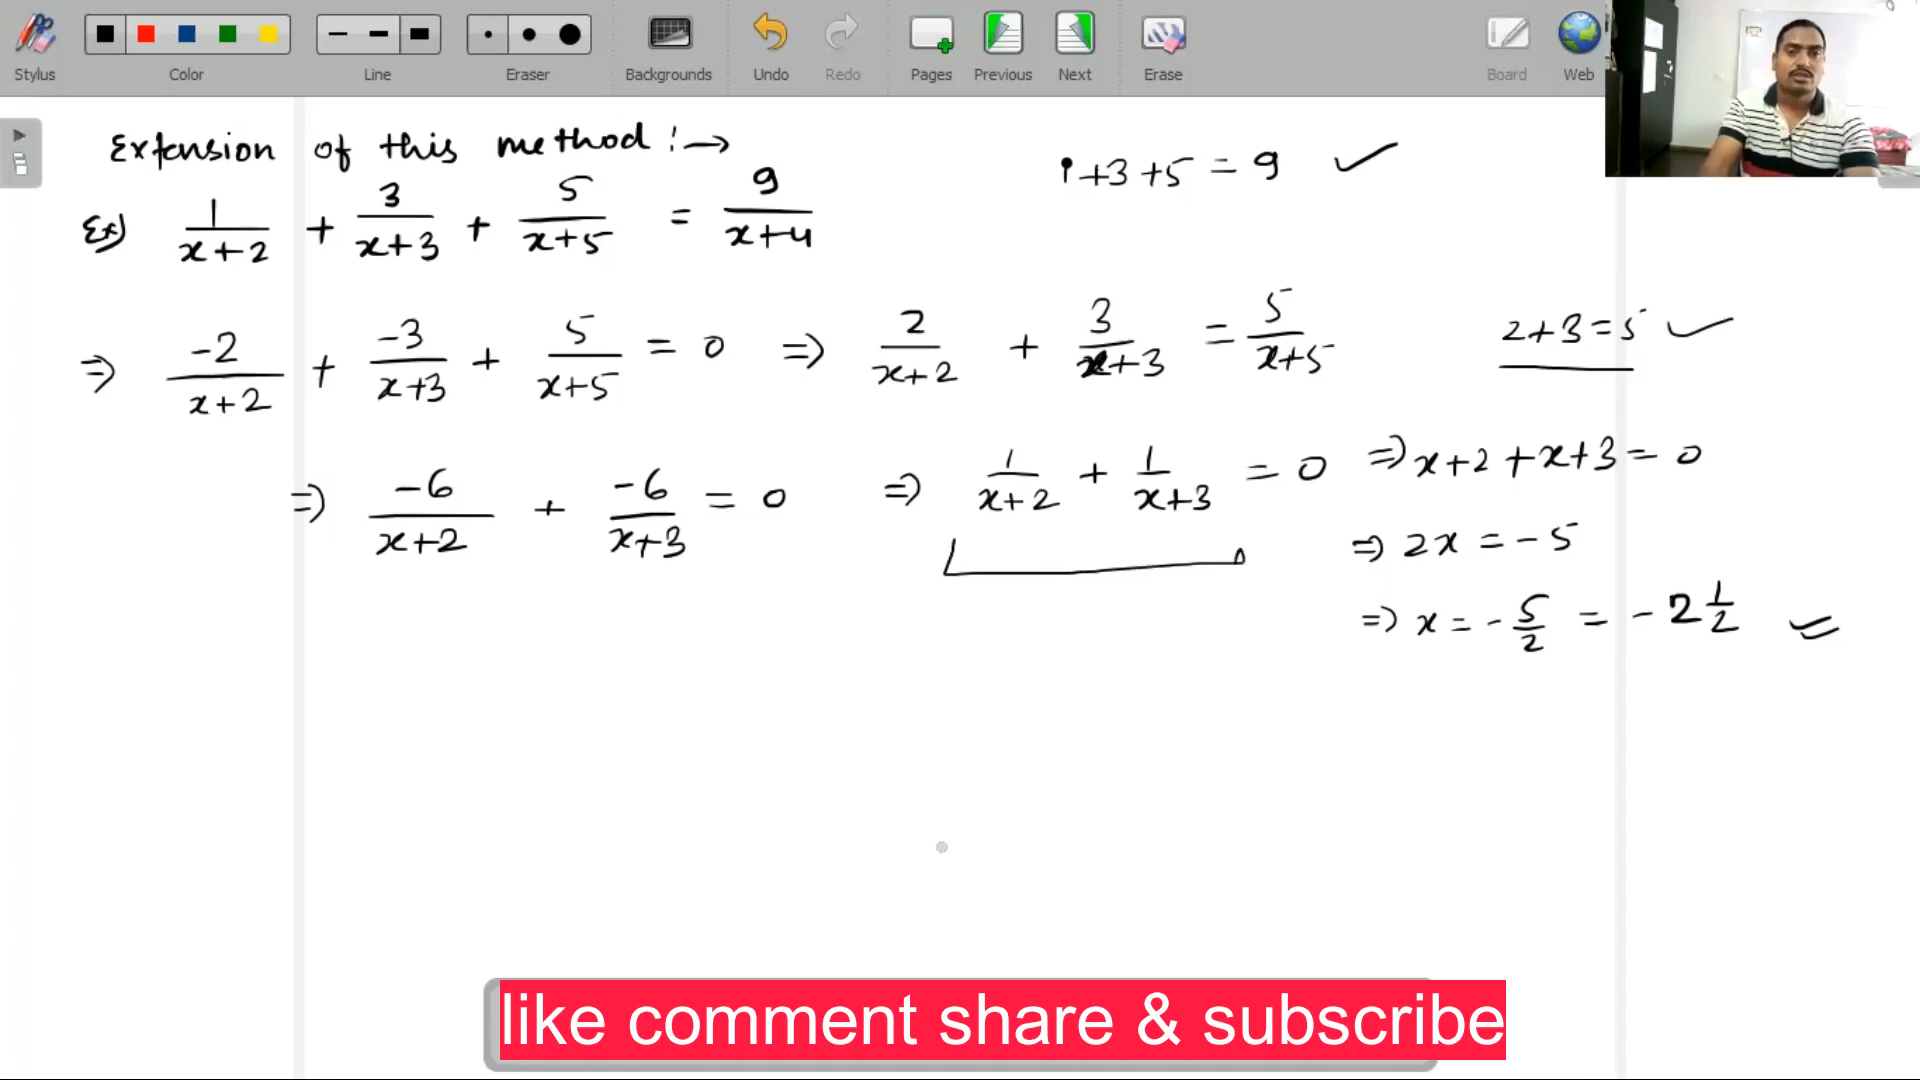 Stylus Color Line Eraser Backgrounds Undo Redo Pages Previous Next Erase Board Web
Extension of this method :→
1+3+5 = 9 ✓
Ex) 1/(x+2) + 3/(x+3) + 5/(x+5) = 9/(x+4)
⇒ -2/(x+2) + -3/(x+3) + 5/(x+5) = 0 ⇒ 2/(x+2) + 3/(x+3) = 5/(x+5)
2+3=5 ✓
⇒ -6/(x+2) + -6/(x+3) = 0 ⇒ 1/(x+2) + 1/(x+3) = 0 ⇒ x+2+x+3=0
⇒ 2x = -5
⇒ x = -5/2 = -2 1/2
like comment share & subscribe